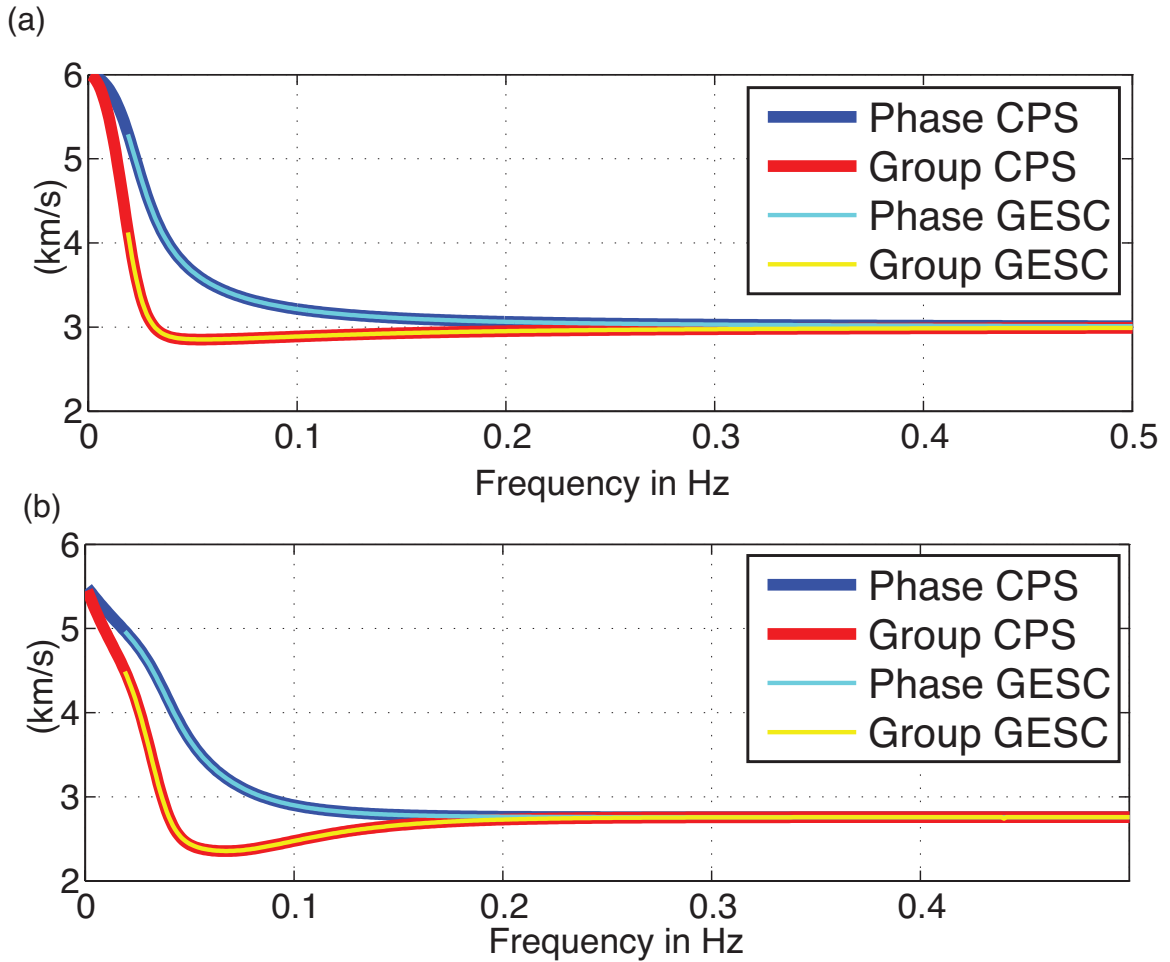 (a)
6
5
4
3
2
(km/s)
Phase CPS
Group CPS
Phase GESC
Group GESC
0 0.1 0.2 0.3 0.4 0.5
Frequency in Hz
(b)
6
5
4
3
2
(km/s)
Phase CPS
Group CPS
Phase GESC
Group GESC
0 0.1 0.2 0.3 0.4
Frequency in Hz